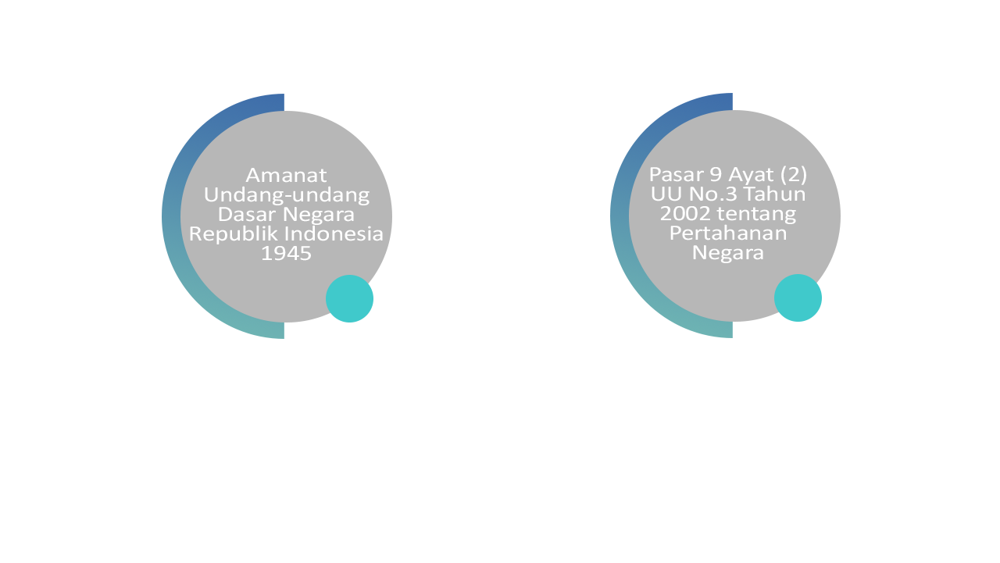 Amanat
Undang-undang
Dasar Negara
Republik Indonesia
1945
Pasar 9 Ayat (2)
UU No.3 Tahun
2002 tentang
Pertahanan
Negara